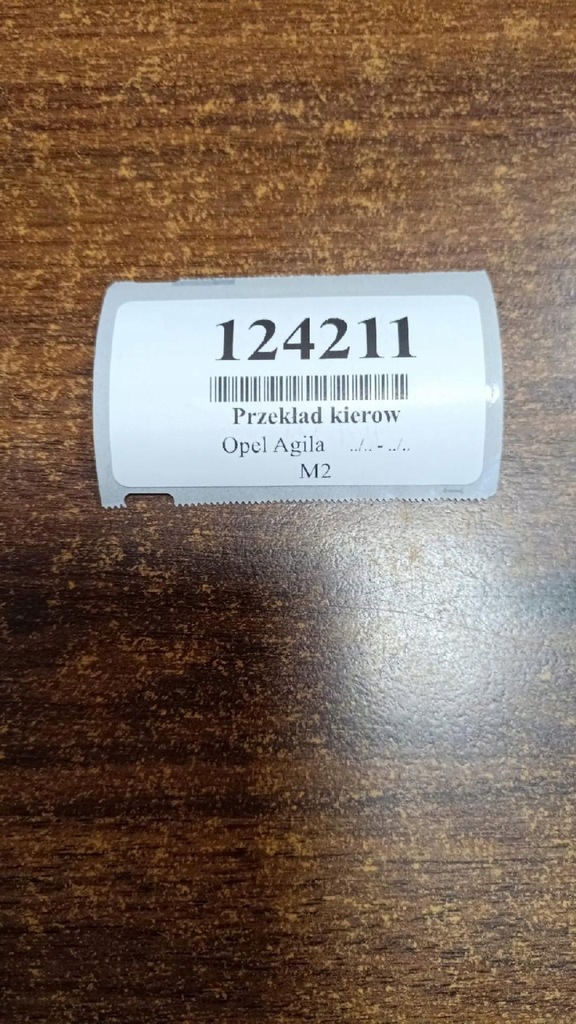 124211
Przekład kierow
Opel Agila ../.. - ../..
M2